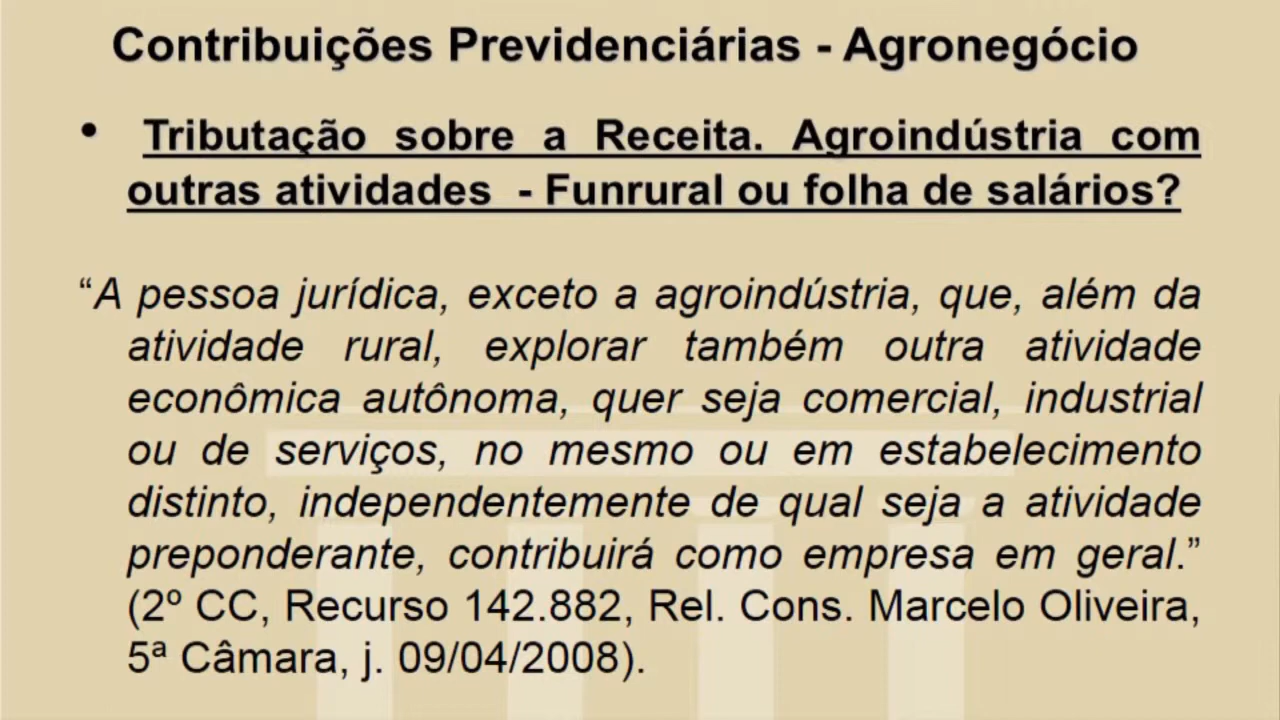 Contribuições Previdenciárias - Agronegócio
• Tributação sobre a Receita. Agroindústria com
outras atividades - Funrural ou folha de salários?
“A pessoa jurídica, exceto a agroindústria, que, além da
atividade rural, explorar também outra atividade
econômica autônoma, quer seja comercial, industrial
ou de serviços, no mesmo ou em estabelecimento
distinto, independentemente de qual seja a atividade
preponderante, contribuirá como empresa em geral.”
(2º CC, Recurso 142.882, Rel. Cons. Marcelo Oliveira,
5ª Câmara, j. 09/04/2008).